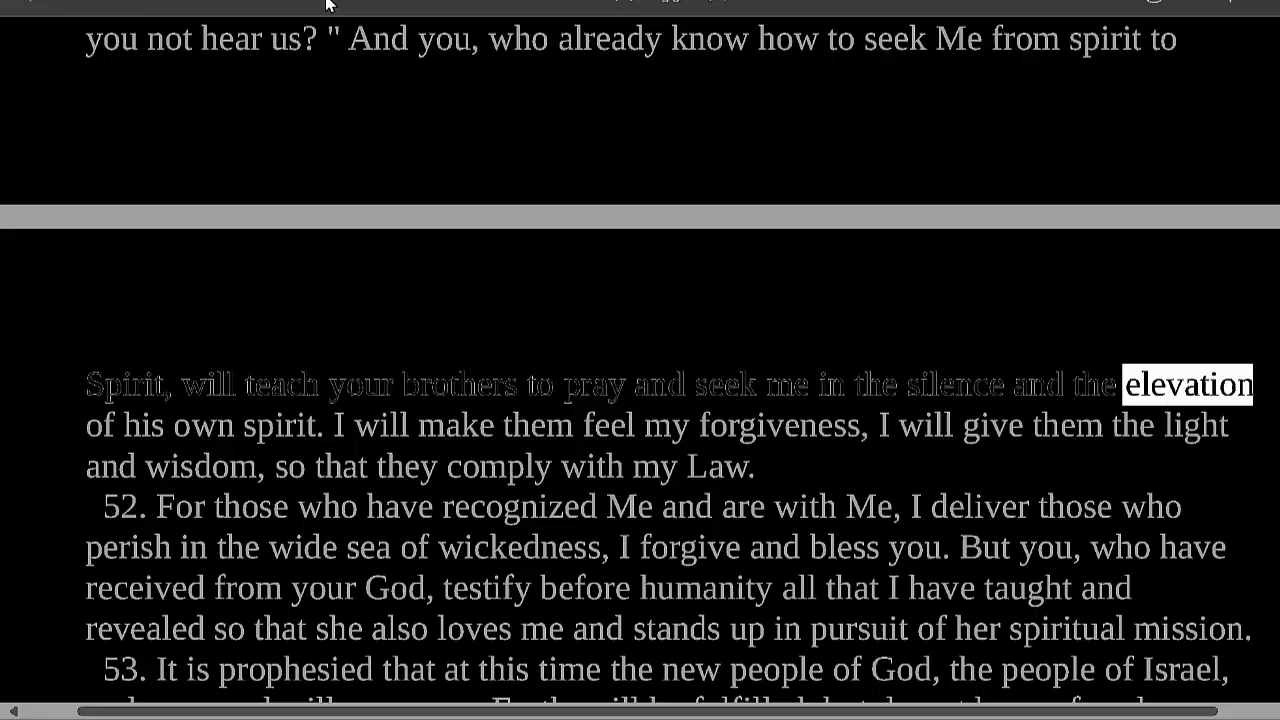 you not hear us? " And you, who already know how to seek Me from spirit to
Spirit, will teach your brothers to pray and seek me in the silence and the elevation
of his own spirit. I will make them feel my forgiveness, I will give them the light
and wisdom, so that they comply with my Law.
52. For those who have recognized Me and are with Me, I deliver those who
perish in the wide sea of wickedness, I forgive and bless you. But you, who have
received from your God, testify before humanity all that I have taught and
revealed so that she also loves me and stands up in pursuit of her spiritual mission.
53. It is prophesied that at this time the new people of God, the people of Israel,